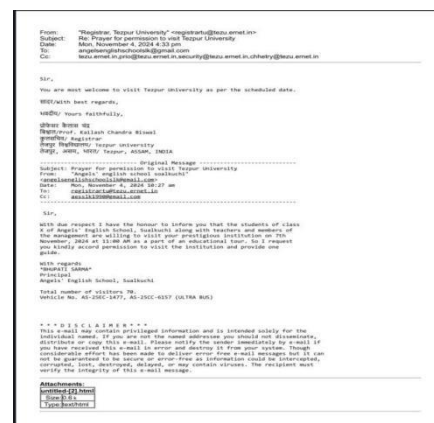 From: "Registrar, Tezpur University" <registrartu@tezu.ernet.in>
Subject: Re: Prayer for permission to visit Tezpur University
Date: Mon, November 4, 2024 4:33 pm
To: angelsenglishschoolslk@gmail.com
Cc: tezu.ernet.in,prio@tezu.ernet.in,security@tezu.ernet.in,chhetry@tezu.ernet.in
Sir,
You are most welcome to visit Tezpur University as per the scheduled date.
सादर/With best regards,
भवदीय/ Yours faithfully,
प्रोफेसर कैलास चंद्र
बिश्वाल/Prof. Kailash Chandra Biswal
कुलसचिव/ Registrar
तेजपुर विश्वविद्यालय/ Tezpur University
तेजपुर, असम, भारत/ Tezpur, ASSAM, INDIA
---------------------------- Original Message ----------------------------
Subject: Prayer for permission to visit Tezpur University
From: "Angels' english school sualkuchi"
<angelsenglishschoolslk@gmail.com>
Date: Mon, November 4, 2024 10:27 am
To: registrartu@tezu.ernet.in
Sir,
With due respect I have the honour to inform you that the students of class
X of Angels' English School, Sualkuchi along with teachers and members of
the management are willing to visit your prestigious institution on 7th
November, 2024 at 11:00 AM as a part of an educational tour. So I request
you kindly accord permission to visit the institution and provide one
guide.
With regards
*BHUPATI SARMA*
Principal
Angels' English School, Sualkuchi
Total number of visitors 70.
Vehicle No. AS-25EC-1477, AS-25CC-6157 (ULTRA BUS)
* * * D I S C L A I M E R * * *
This e-mail may contain privileged information and is intended solely for the
individual named. If you are not the named addressee you should not disseminate,
distribute or copy this e-mail. Please notify the sender immediately by e-mail if
you have received this e-mail in error and destroy it from your system. Though
considerable effort has been made to deliver error free e-mail messages but it can
not be guaranteed to be secure or error-free as information could be intercepted,
corrupted, lost, destroyed, delayed, or may contain viruses. The recipient must
verify the integrity of this e-mail message.
Attachments:
untitled-[2].html
Size: 0.6 k
Type: text/html